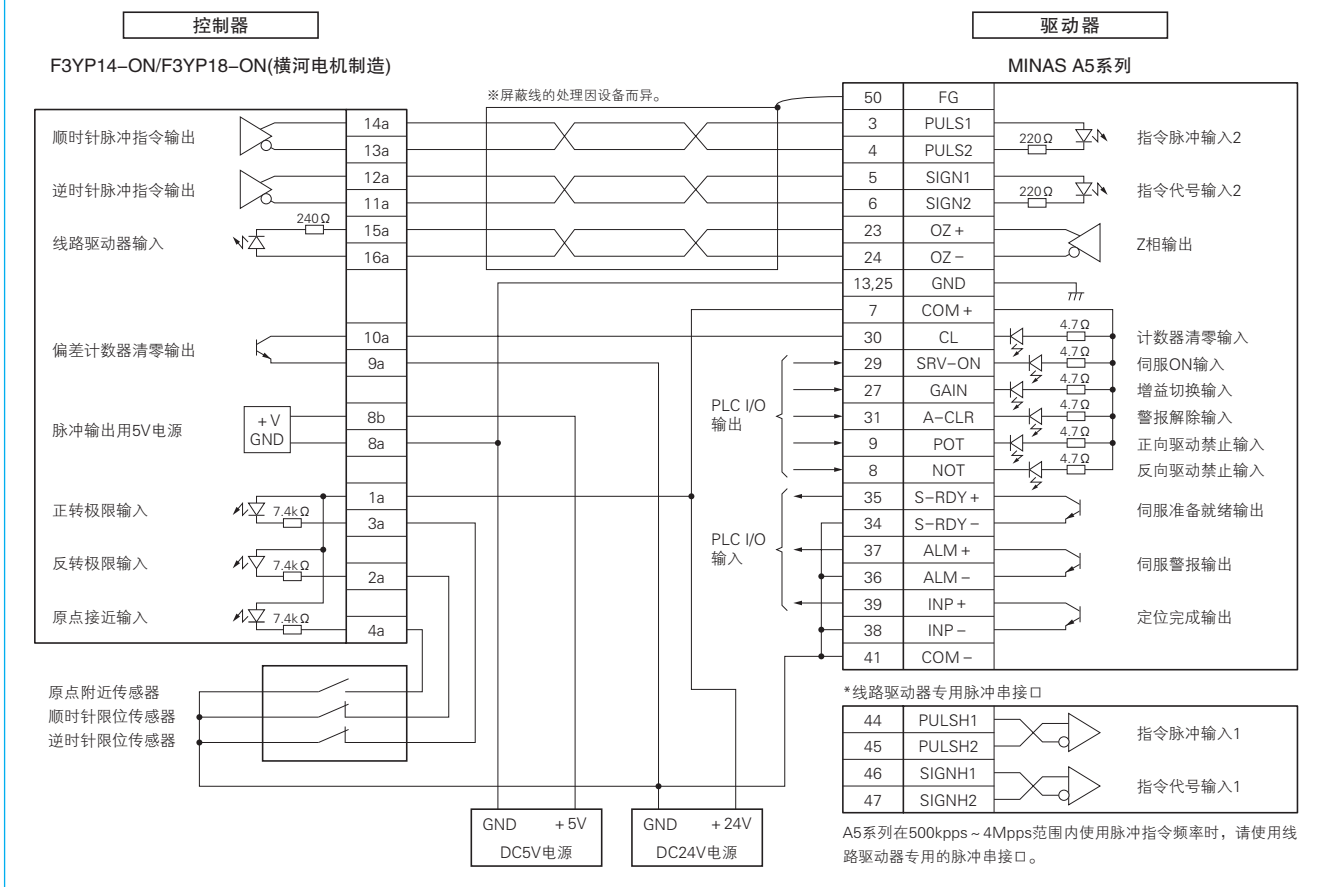 控制器
驱动器
F3YP14-ON/F3YP18-ON(横河电机制造)
MINAS A5系列
※屏蔽线的处理因设备而异。
顺时针脉冲指令输出
14a
13a
逆时针脉冲指令输出
12a
11a
线路驱动器输入
240Ω
15a
16a
偏差计数器清零输出
10a
9a
脉冲输出用5V电源
+V
GND
8b
8a
正转极限输入
7.4kΩ
1a
3a
反转极限输入
7.4kΩ
2a
原点接近输入
7.4kΩ
4a
原点附近传感器
顺时针限位传感器
逆时针限位传感器
PLC I/O
输出
PLC I/O
输入
50 FG
3 PULS1
4 PULS2
220Ω
指令脉冲输入2
5 SIGN1
6 SIGN2
220Ω
指令代号输入2
23 OZ+
24 OZ-
Z相输出
13,25 GND
7 COM+
30 CL 4.7Ω 计数器清零输入
29 SRV-ON 4.7Ω 伺服ON输入
27 GAIN 4.7Ω 增益切换输入
31 A-CLR 4.7Ω 警报解除输入
9 POT 4.7Ω 正向驱动禁止输入
8 NOT 4.7Ω 反向驱动禁止输入
35 S-RDY+
34 S-RDY-
伺服准备就绪输出
37 ALM+
36 ALM-
伺服警报输出
39 INP+
38 INP-
定位完成输出
41 COM-
*线路驱动器专用脉冲串接口
44 PULSH1
45 PULSH2
指令脉冲输入1
46 SIGNH1
47 SIGNH2
指令代号输入1
GND +5V
DC5V电源
GND +24V
DC24V电源
A5系列在500kpps~4Mpps范围内使用脉冲指令频率时，请使用线
路驱动器专用的脉冲串接口。